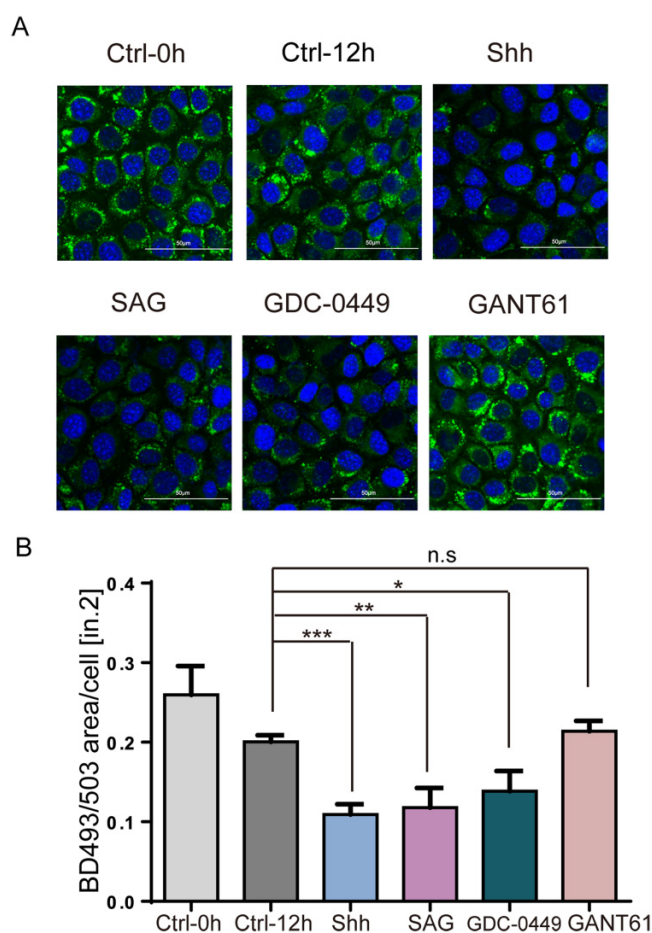 A
Ctrl-0h Ctrl-12h Shh
50µm 50µm 50µm
SAG GDC-0449 GANT61
50µm 50µm 50µm
B
n.s
*
**
***
BD493/503 area/cell [in.2]
0.4
0.3
0.2
0.1
0.0
Ctrl-0h Ctrl-12h Shh SAG GDC-0449 GANT61